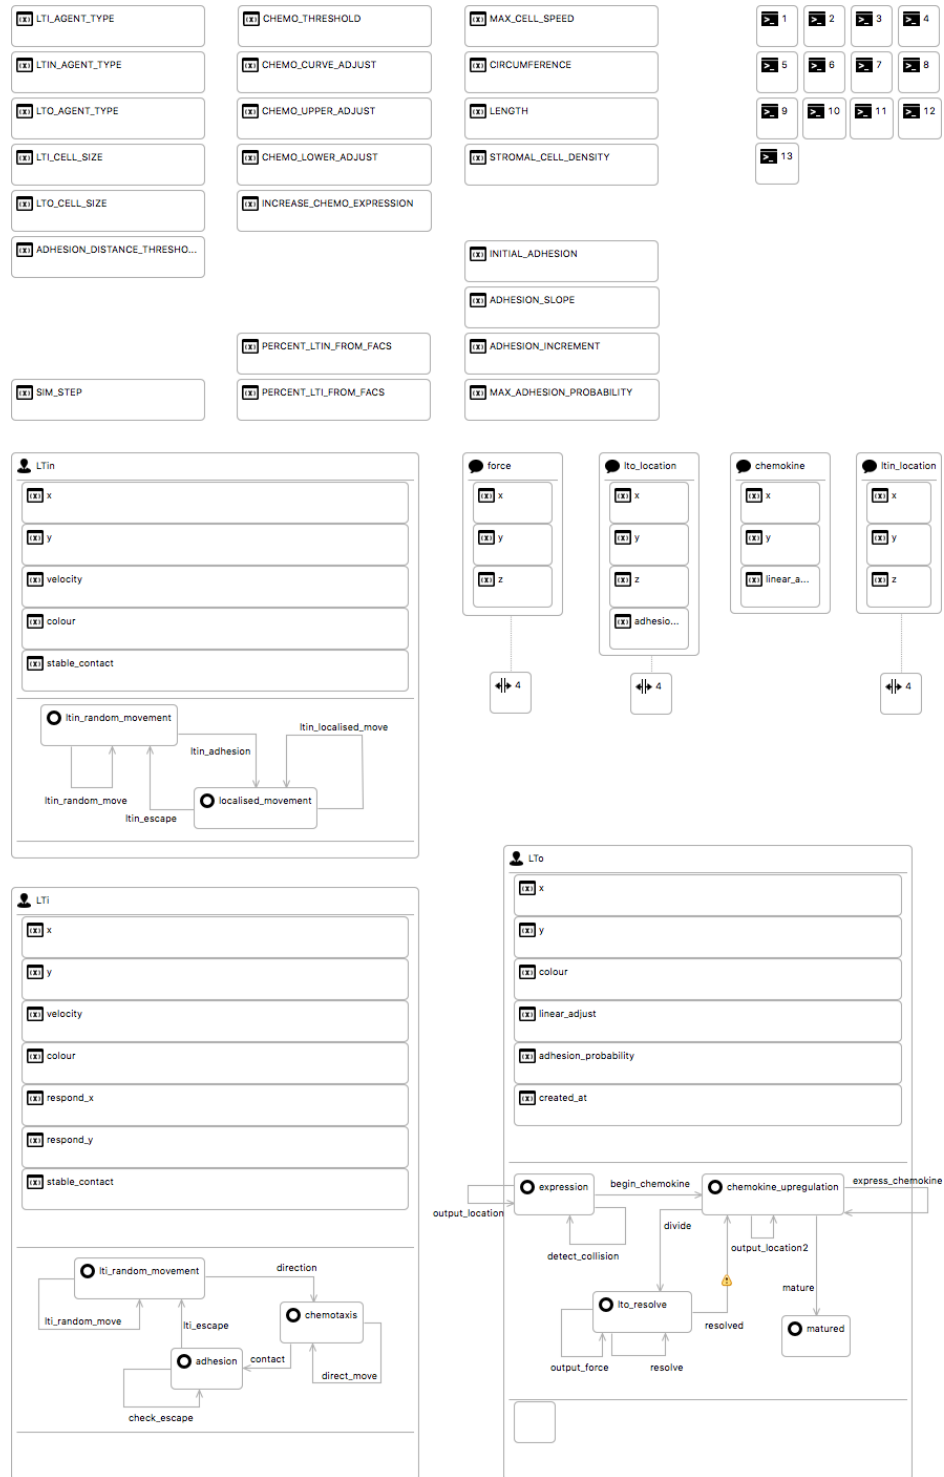 LTI_AGENT_TYPE
CHEMO_THRESHOLD
MAX_CELL_SPEED
1
2
3
4
LTIN_AGENT_TYPE
CHEMO_CURVE_ADJUST
CIRCUMFERENCE
5
6
7
8
LTO_AGENT_TYPE
CHEMO_UPPER_ADJUST
LENGTH
9
10
11
12
LTI_CELL_SIZE
CHEMO_LOWER_ADJUST
STROMAL_CELL_DENSITY
13
LTO_CELL_SIZE
INCREASE_CHEMO_EXPRESSION
ADHESION_DISTANCE_THRESHO...
INITIAL_ADHESION
ADHESION_SLOPE
PERCENT_LTIN_FROM_FACS
ADHESION_INCREMENT
SIM_STEP
PERCENT_LTI_FROM_FACS
MAX_ADHESION_PROBABILITY
LTin
x
y
velocity
colour
stable_contact
ltin_random_movement
ltin_localised_move
ltin_adhesion
ltin_random_move
localised_movement
ltin_escape
force
x
y
z
4
lto_location
x
y
z
adhesio...
4
chemokine
x
y
linear_a...
ltin_location
x
y
z
4
LTi
x
y
velocity
colour
respond_x
respond_y
stable_contact
lti_random_movement
direction
lti_random_move
lti_escape
chemotaxis
adhesion
contact
direct_move
check_escape
LTo
x
y
colour
linear_adjust
adhesion_probability
created_at
expression
begin_chemokine
chemokine_upregulation
express_chemokine
output_location
divide
detect_collision
output_location2
mature
lto_resolve
resolved
matured
output_force
resolve